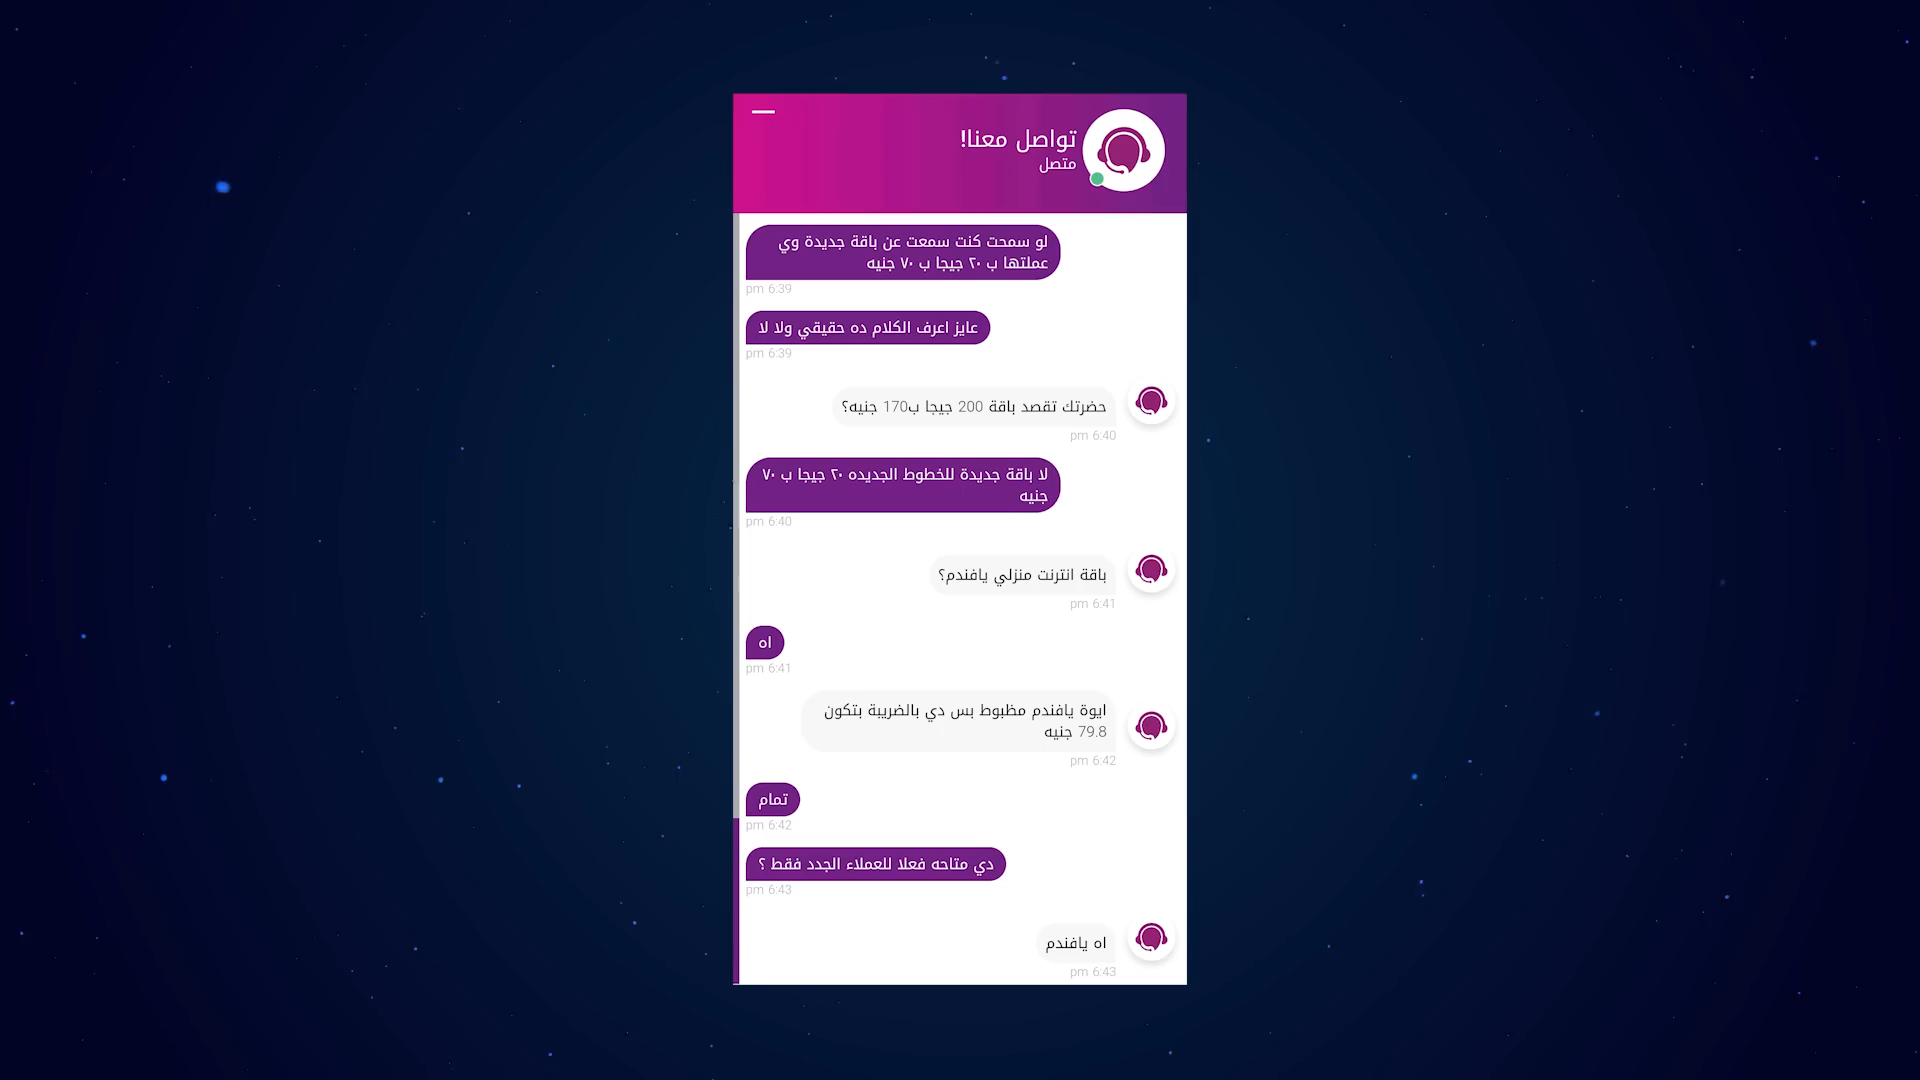 تواصل معنا!
متصل
لو سمحت كنت سمعت عن باقة جديدة وي
عملتها ب ٢٠ جيجا ب ٧٠ جنيه
pm 6:39
عايز اعرف الكلام ده حقيقي ولا لا
pm 6:39
حضرتك تقصد باقة 200 جيجا ب170 جنيه؟
pm 6:40
لا باقة جديدة للخطوط الجديده ٢٠ جيجا ب ٧٠
جنيه
pm 6:40
باقة انترنت منزلي يافندم؟
pm 6:41
اه
pm 6:41
ايوة يافندم مظبوط بس دي بالضريبة بتكون
79.8 جنيه
pm 6:42
تمام
pm 6:42
دي متاحه فعلا للعملاء الجدد فقط ؟
pm 6:43
اه يافندم
pm 6:43